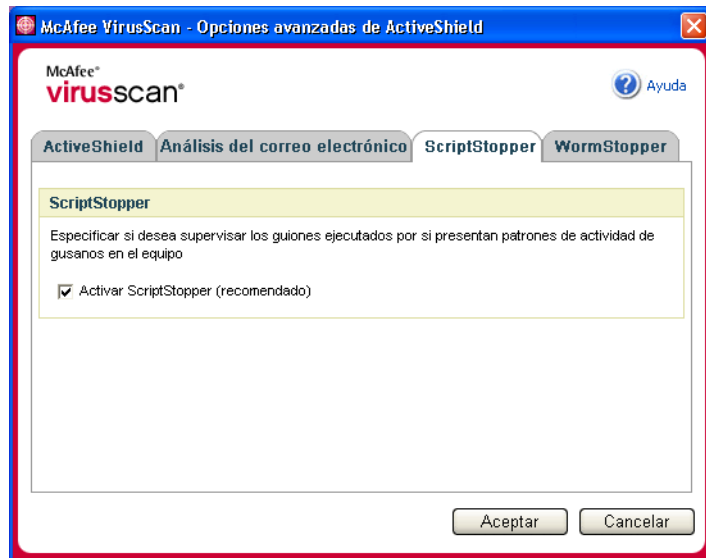 McAfee VirusScan - Opciones avanzadas de ActiveShield
McAfee®
virusscan®
Ayuda
ActiveShield
Análisis del correo electrónico
ScriptStopper
WormStopper
ScriptStopper
Especificar si desea supervisar los guiones ejecutados por si presentan patrones de actividad de
gusanos en el equipo
Activar ScriptStopper (recomendado)
Aceptar
Cancelar